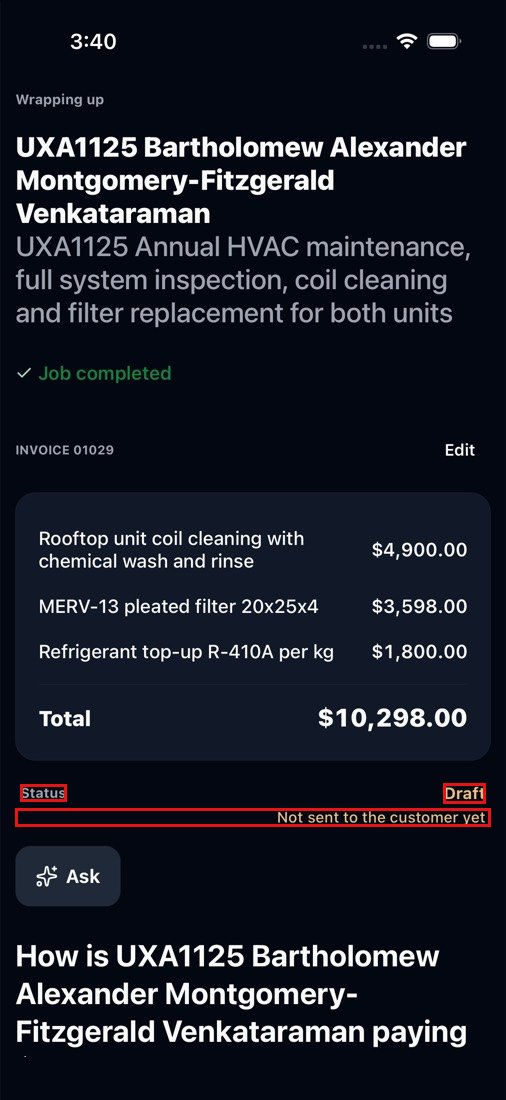 3:40
Wrapping up
UXA1125 Bartholomew Alexander
Montgomery-Fitzgerald
Venkataraman
UXA1125 Annual HVAC maintenance,
full system inspection, coil cleaning
and filter replacement for both units
Job completed
INVOICE 01029
Edit
Rooftop unit coil cleaning with
chemical wash and rinse
$4,900.00
MERV-13 pleated filter 20x25x4
$3,598.00
Refrigerant top-up R-410A per kg
$1,800.00
Total
$10,298.00
Status
Draft
Not sent to the customer yet
Ask
How is UXA1125 Bartholomew
Alexander Montgomery-
Fitzgerald Venkataraman paying